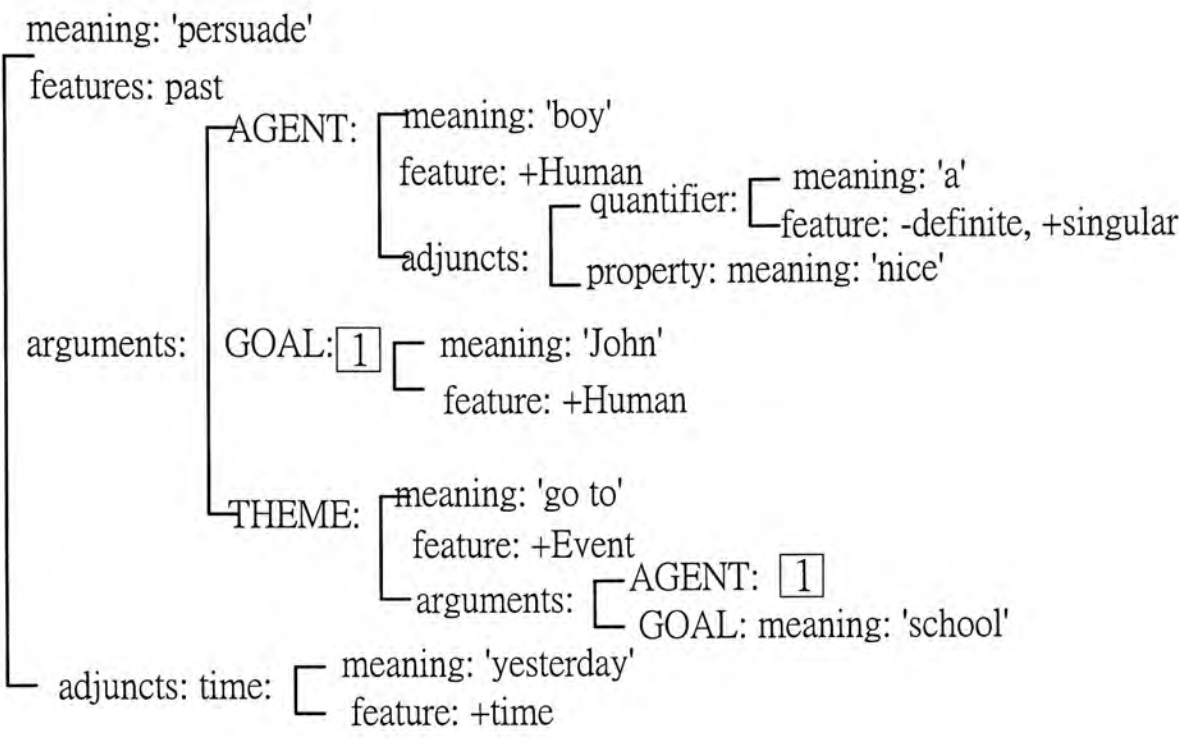 meaning: 'persuade'
features: past
AGENT: meaning: 'boy'
feature: +Human
quantifier: meaning: 'a'
feature: -definite, +singular
adjuncts:
property: meaning: 'nice'
arguments: GOAL: 1 meaning: 'John'
feature: +Human
THEME: meaning: 'go to'
feature: +Event
arguments: AGENT: 1
GOAL: meaning: 'school'
adjuncts: time: meaning: 'yesterday'
feature: +time